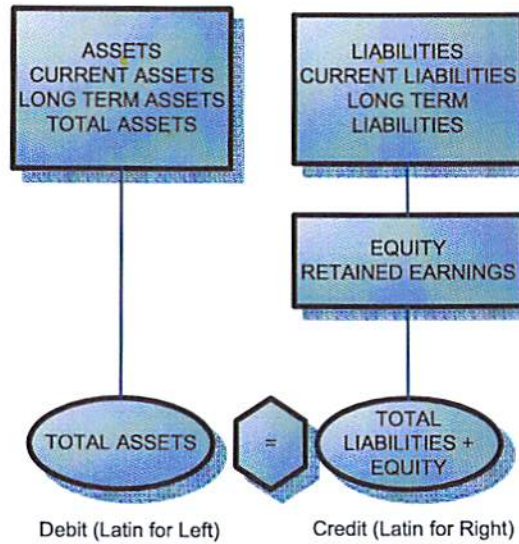 ASSETS
CURRENT ASSETS
LONG TERM ASSETS
TOTAL ASSETS
LIABILITIES
CURRENT LIABILITIES
LONG TERM
LIABILITIES
EQUITY
RETAINED EARNINGS
TOTAL ASSETS
=
TOTAL
LIABILITIES +
EQUITY
Debit (Latin for Left)
Credit (Latin for Right)